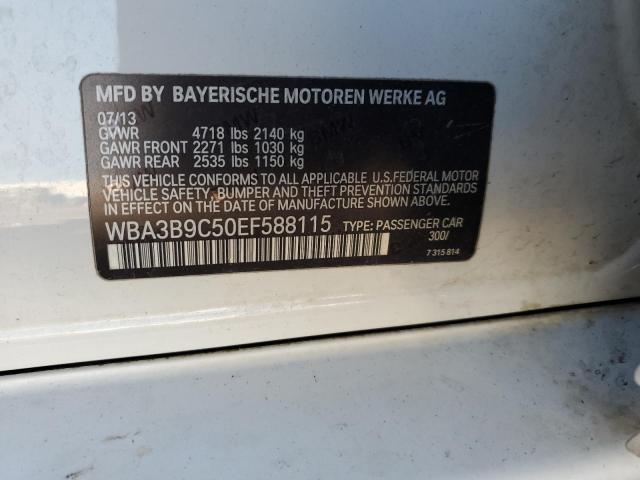 MFD BY BAYERISCHE MOTOREN WERKE AG
07/13
GVWR 4718 lbs 2140 kg
GAWR FRONT 2271 lbs 1030 kg
GAWR REAR 2535 lbs 1150 kg
THIS VEHICLE CONFORMS TO ALL APPLICABLE U.S.FEDERAL MOTOR
VEHICLE SAFETY, BUMPER AND THEFT PREVENTION STANDARDS
IN EFFECT ON THE DATE OF MANUFACTURE SHOWN ABOVE.
WBA3B9C50EF588115 TYPE: PASSENGER CAR
300/
7 315 814